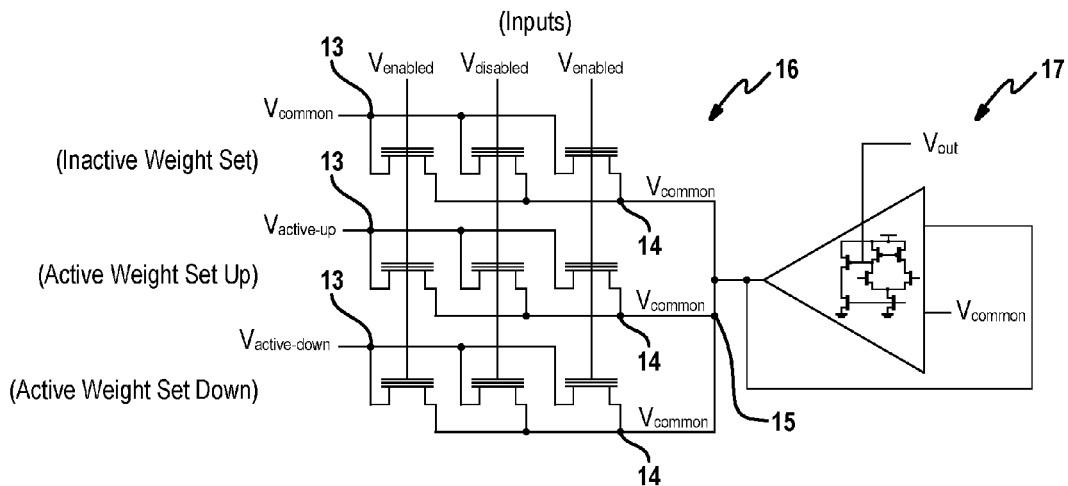 (Inputs)
13
V_enabled V_disabled V_enabled
16
17
V_common
(Inactive Weight Set)
V_out
13
V_common
V_active-up
14
(Active Weight Set Up)
13
V_common
V_common
V_active-down
14
15
(Active Weight Set Down)
V_common
14